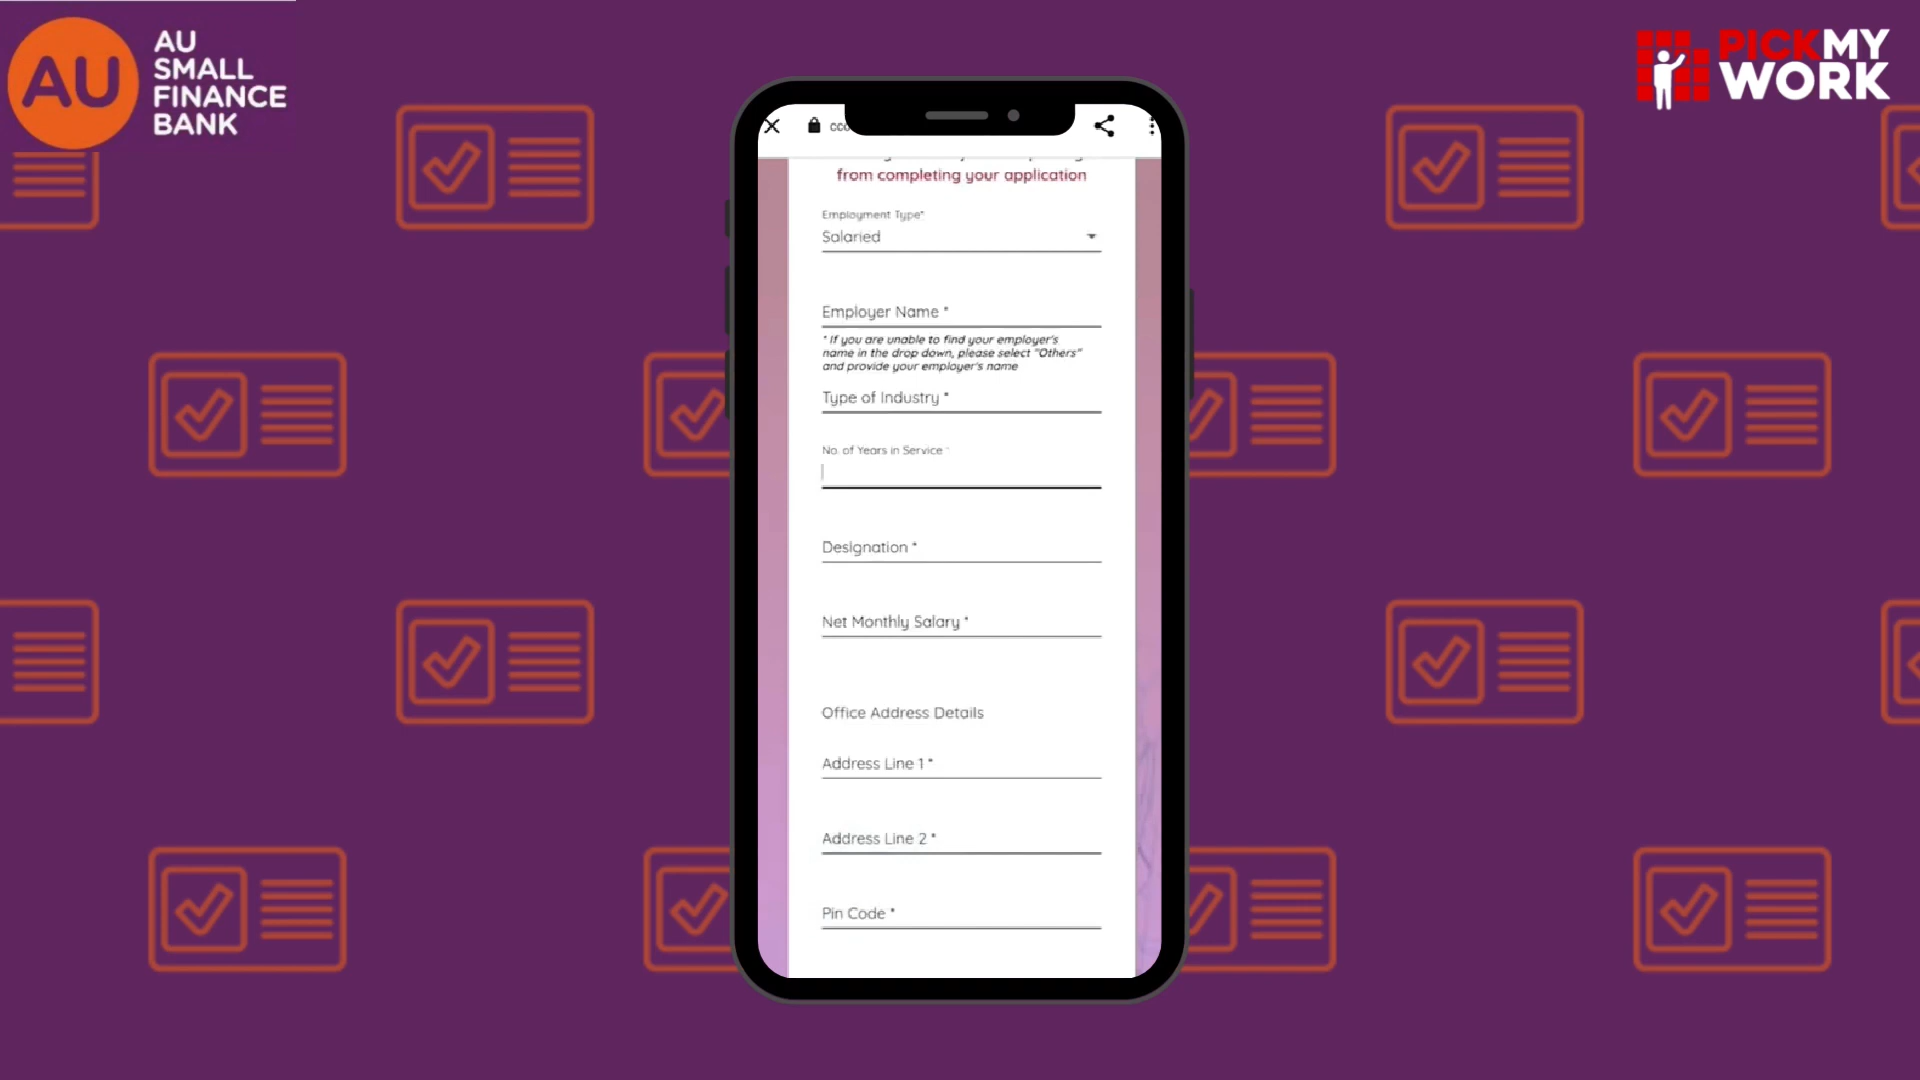 AU
AU
SMALL
FINANCE
BANK
PICKMY
WORK
from completing your application
Employment Type*
Salaried
Employer Name *
* If you are unable to find your employer's
name in the drop down, please select "Others"
and provide your employer's name
Type of Industry *
No. of Years in Service *
Designation *
Net Monthly Salary *
Office Address Details
Address Line 1 *
Address Line 2 *
Pin Code *